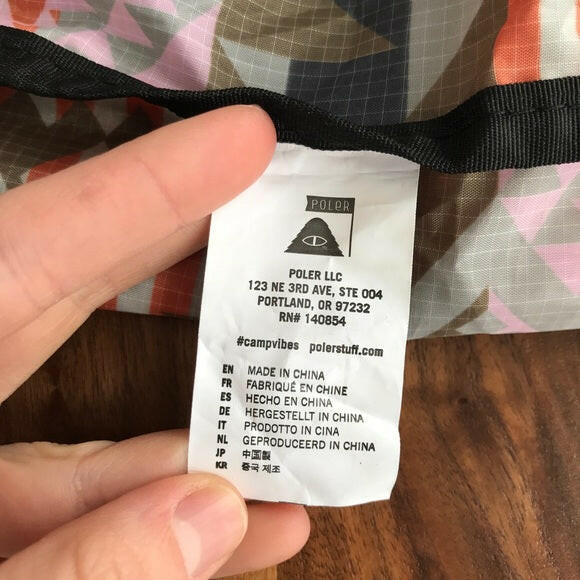 POLER
POLER LLC
123 NE 3RD AVE, STE 004
PORTLAND, OR 97232
RN# 140854
#campvibes polerstuff.com
EN MADE IN CHINA
FR FABRIQUÉ EN CHINE
ES HECHO EN CHINA
DE HERGESTELLT IN CHINA
IT PRODOTTO IN CINA
NL GEPRODUCEERD IN CHINA
JP 中国製
KR 중국 제조